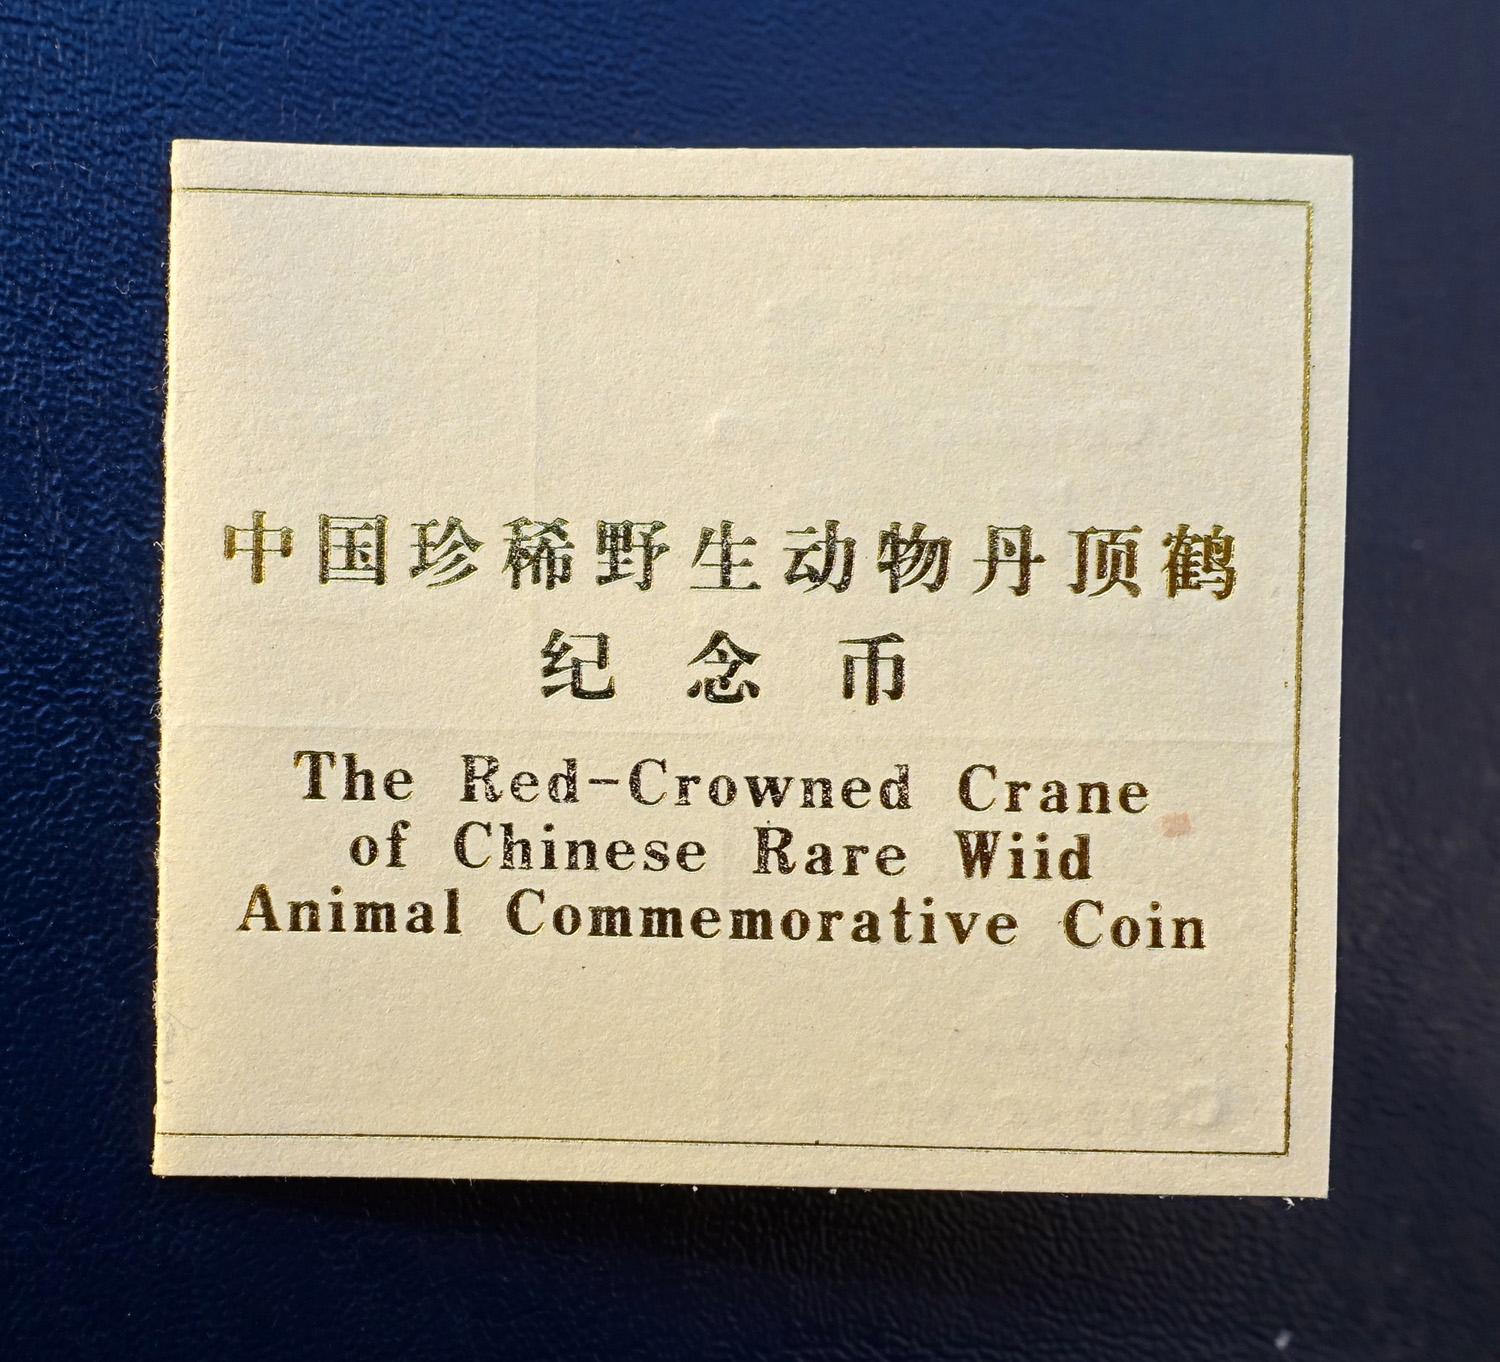 中国珍稀野生动物丹顶鹤
纪念币
The Red-Crowned Crane
of Chinese Rare Wiid
Animal Commemorative Coin